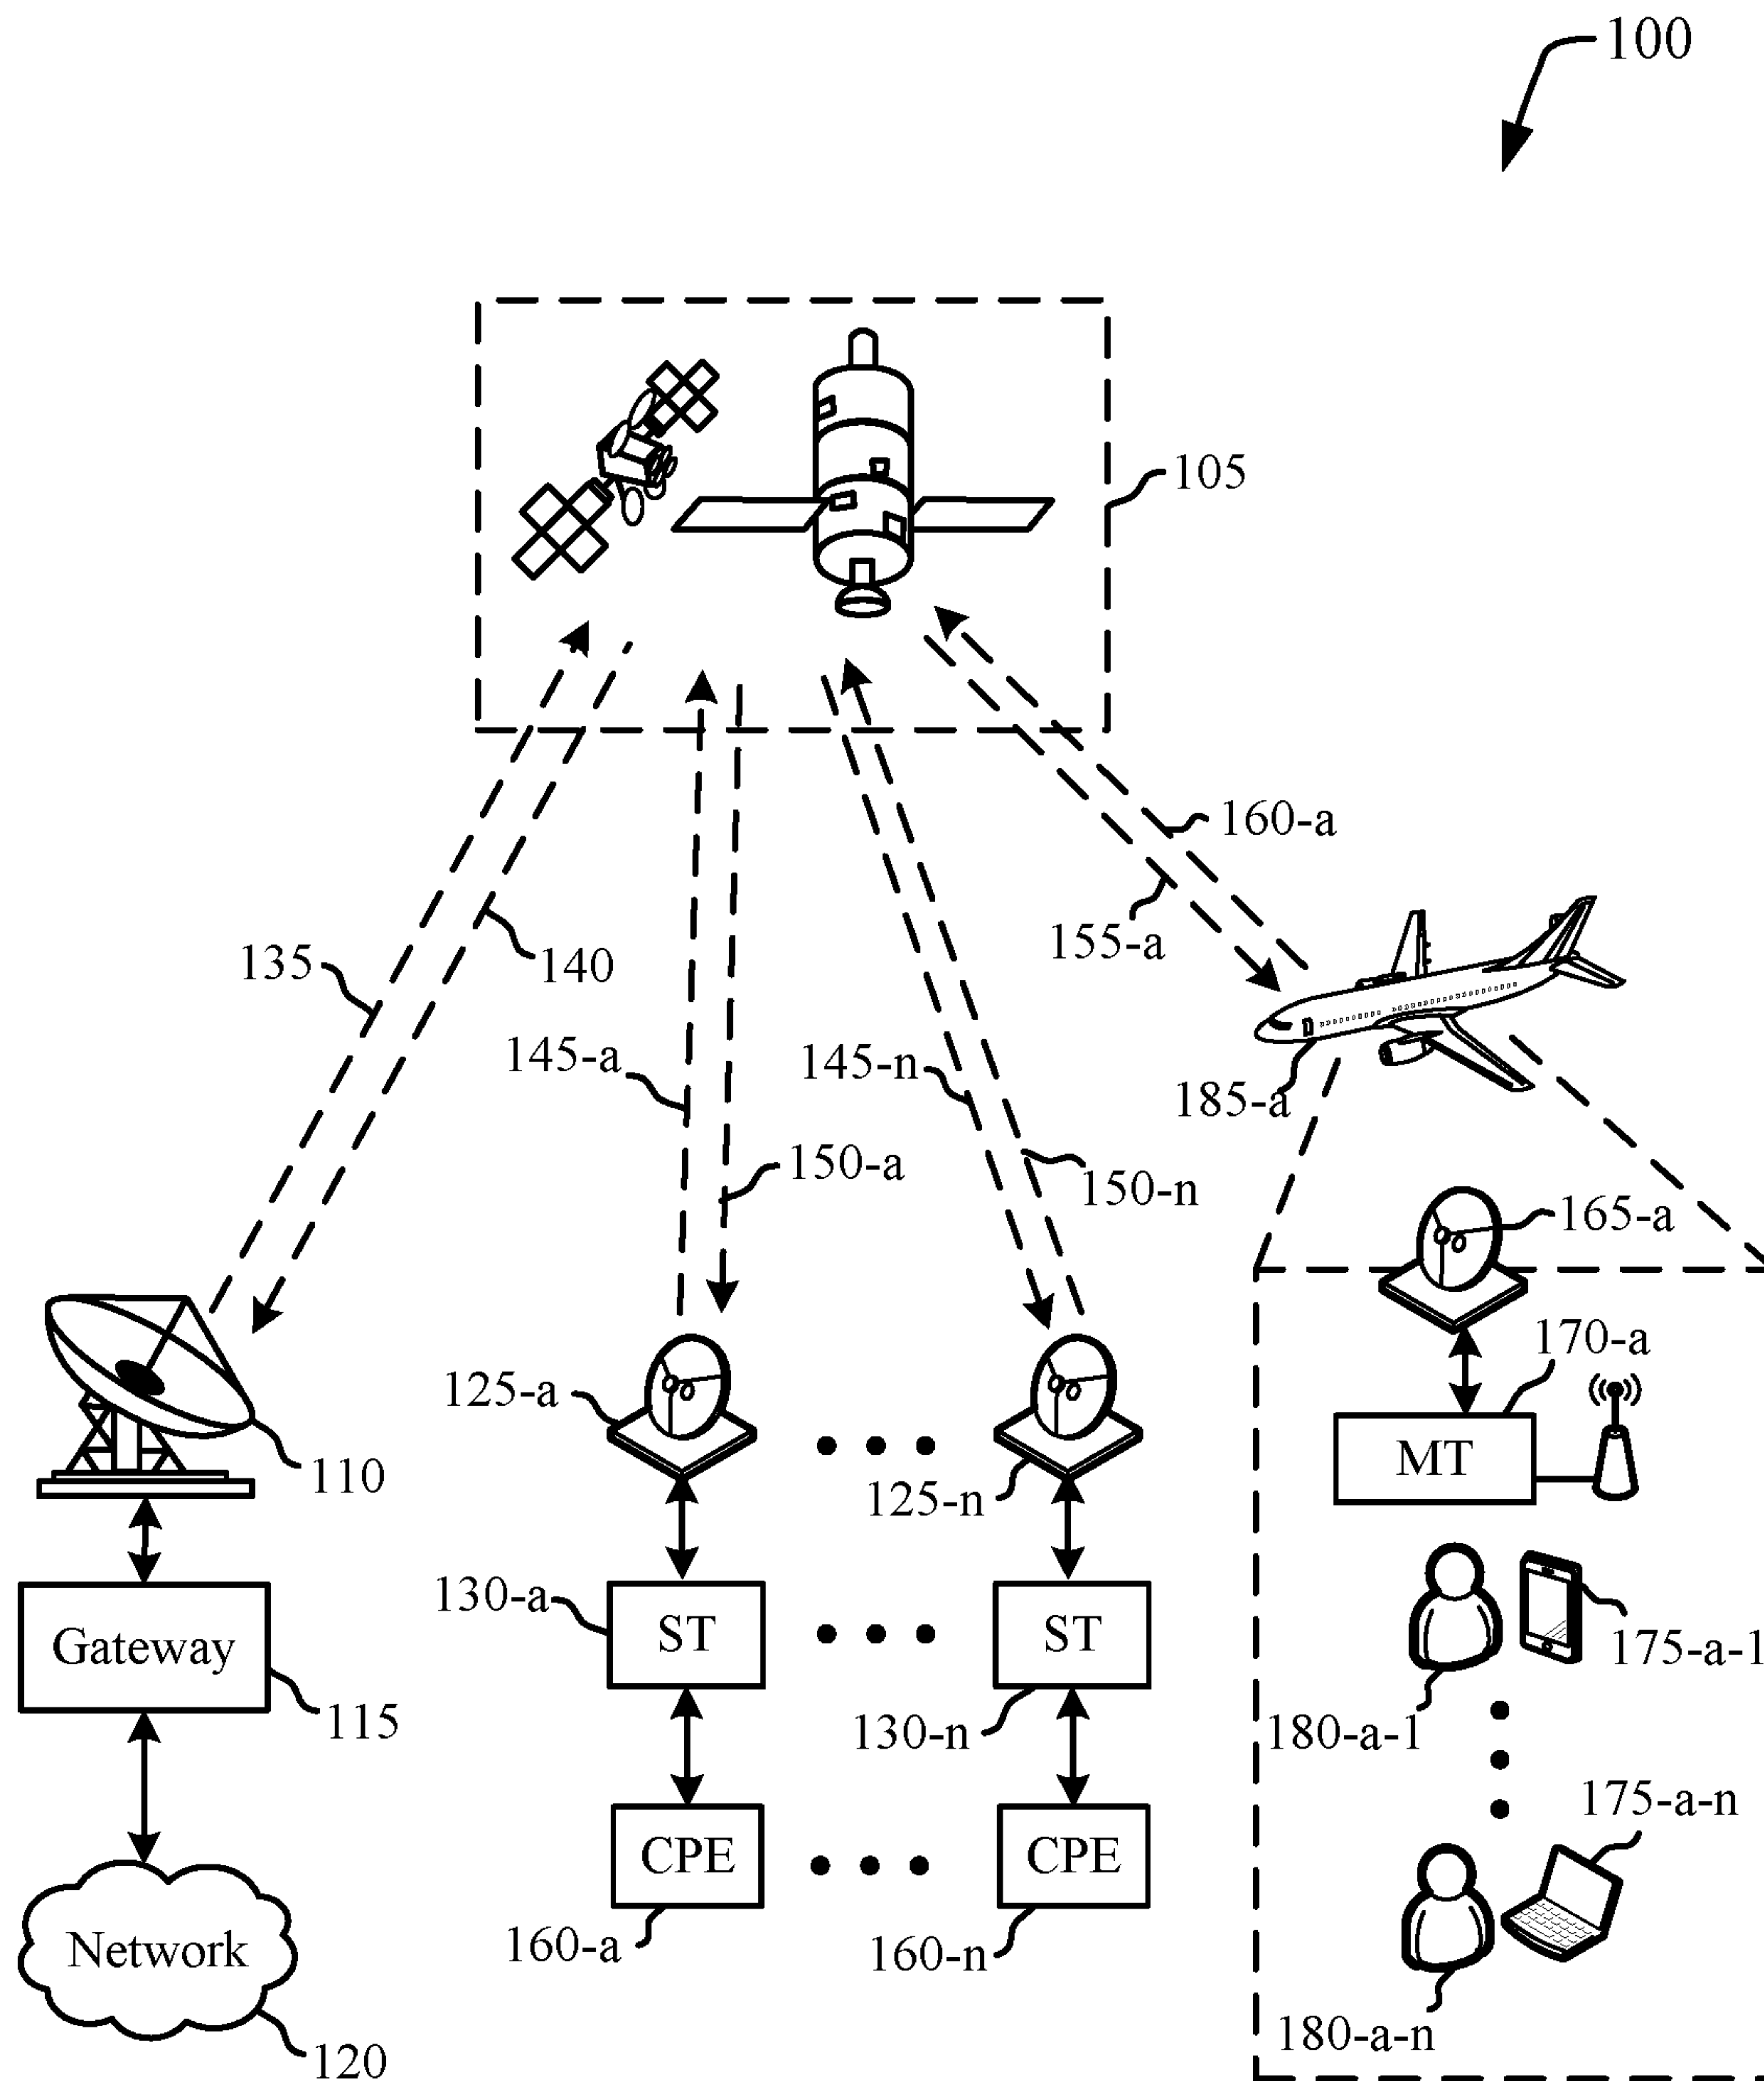 100
105
160-a
155-a
135
140
145-a
145-n
185-a
150-a
150-n
165-a
170-a
125-a
MT
110
125-n
130-a
ST
ST
Gateway
175-a-1
115
130-n
180-a-1
175-a-n
CPE
CPE
Network
160-a
160-n
180-a-n
120